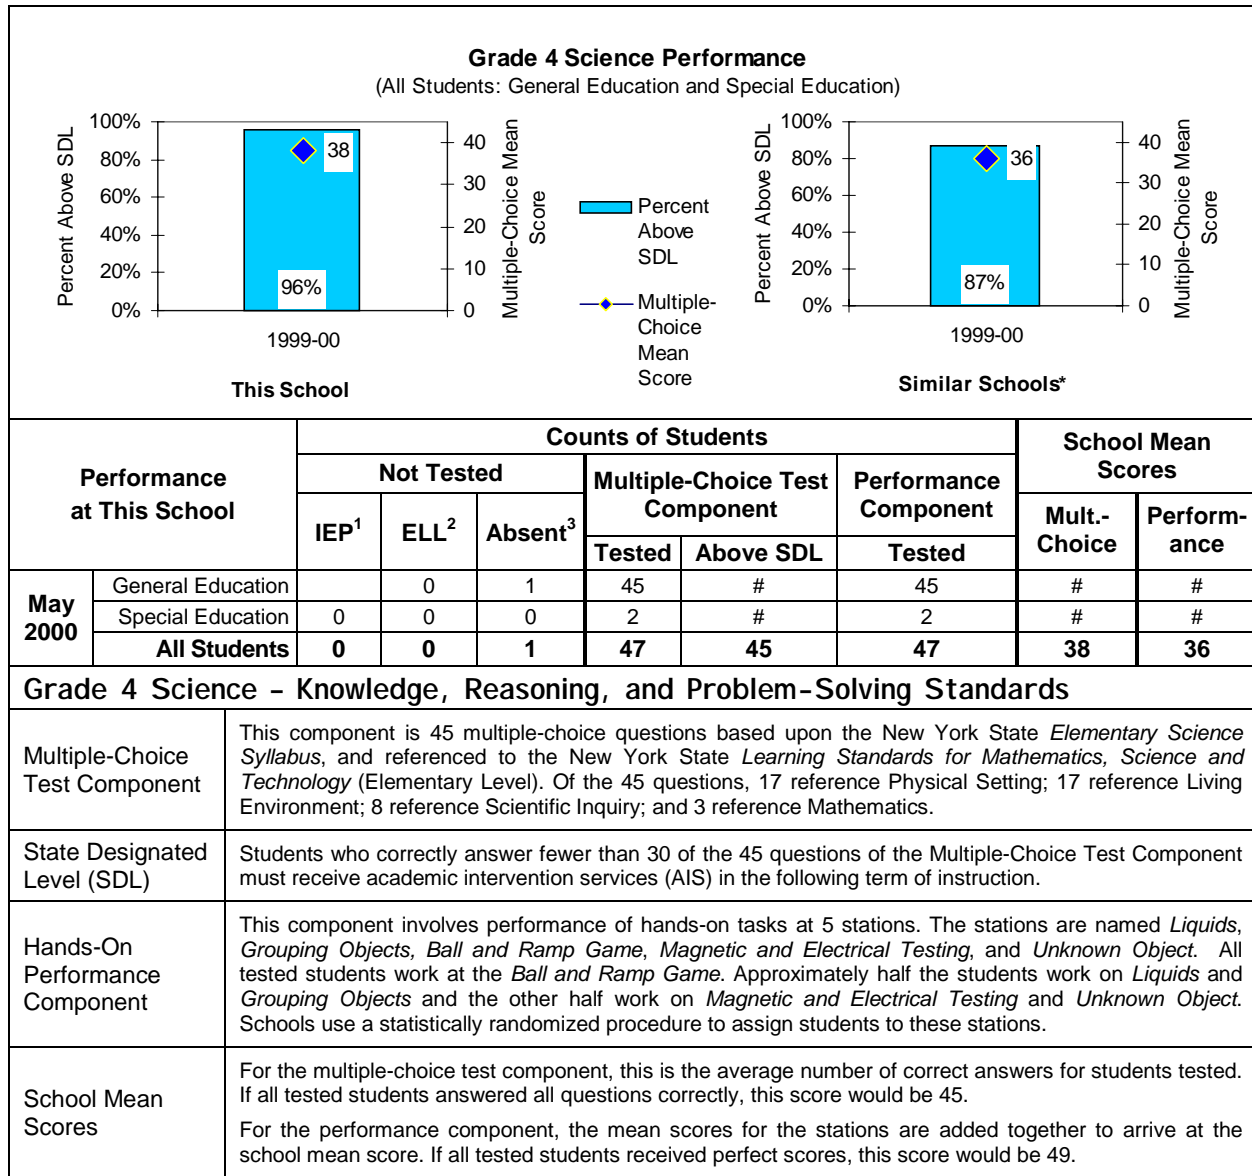 Grade 4 Science Performance
(All Students: General Education and Special Education)
Percent Above SDL
100%
80%
60%
40%
20%
0%
38
96%
40
30
20
10
0
Multiple-Choice Mean
Score
1999-00
This School
Percent
Above
SDL
Multiple-
Choice
Mean
Score
Percent Above SDL
100%
80%
60%
40%
20%
0%
36
87%
40
30
20
10
0
Multiple-Choice Mean
Score
1999-00
Similar Schools*
Performance
at This School
Counts of Students
School Mean
Scores
Not Tested
Multiple-Choice Test
Component
Performance
Component
IEP1 ELL2 Absent3
Mult.-
Choice
Perform-
ance
Tested Above SDL Tested
May
2000
General Education 0 1 45 # 45 # #
Special Education 0 0 0 2 # 2 # #
All Students 0 0 1 47 45 47 38 36
Grade 4 Science – Knowledge, Reasoning, and Problem-Solving Standards
Multiple-Choice
Test Component
This component is 45 multiple-choice questions based upon the New York State Elementary Science
Syllabus, and referenced to the New York State Learning Standards for Mathematics, Science and
Technology (Elementary Level). Of the 45 questions, 17 reference Physical Setting; 17 reference Living
Environment; 8 reference Scientific Inquiry; and 3 reference Mathematics.
State Designated
Level (SDL)
Students who correctly answer fewer than 30 of the 45 questions of the Multiple-Choice Test Component
must receive academic intervention services (AIS) in the following term of instruction.
Hands-On
Performance
Component
This component involves performance of hands-on tasks at 5 stations. The stations are named Liquids,
Grouping Objects, Ball and Ramp Game, Magnetic and Electrical Testing, and Unknown Object. All
tested students work at the Ball and Ramp Game. Approximately half the students work on Liquids and
Grouping Objects and the other half work on Magnetic and Electrical Testing and Unknown Object.
Schools use a statistically randomized procedure to assign students to these stations.
School Mean
Scores
For the multiple-choice test component, this is the average number of correct answers for students tested.
If all tested students answered all questions correctly, this score would be 45.
For the performance component, the mean scores for the stations are added together to arrive at the
school mean score. If all tested students received perfect scores, this score would be 49.